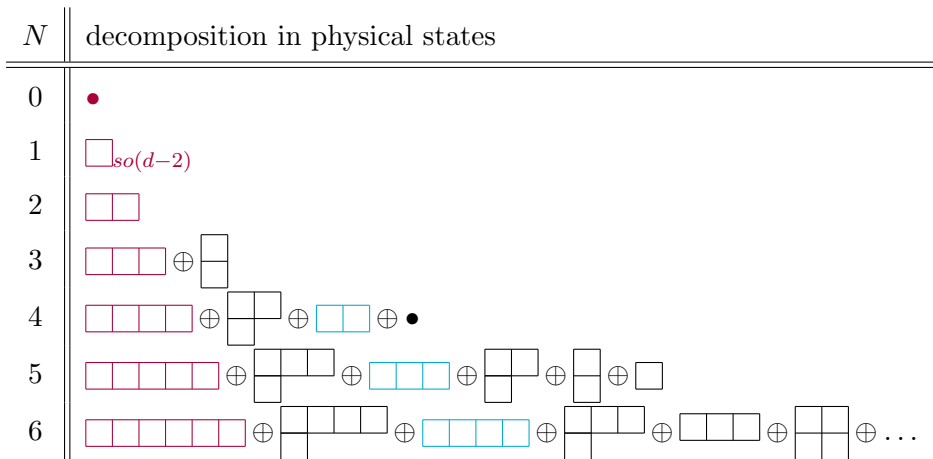 N decomposition in physical states
0 •
1 so(d−2)
2
3 ⊕
4 ⊕ ⊕ ⊕ •
5 ⊕ ⊕ ⊕ ⊕ ⊕
6 ⊕ ⊕ ⊕ ⊕ ⊕ ⊕ ...